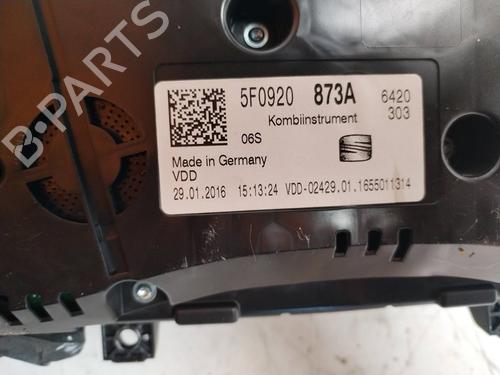 B-PARTS
5F0920 873A 6420
Kombiinstrument 303
06S
Made in Germany
VDD
29.01.2016 15:13:24 VDD-02429.01.1655011314